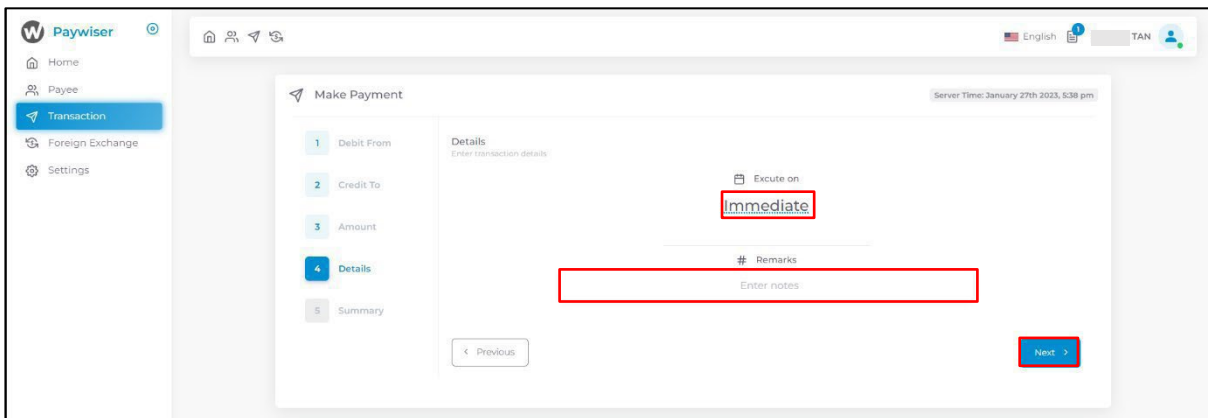 Paywiser
Home
Payee
Transaction
Foreign Exchange
Settings
English 1 TAN
Make Payment
Server Time: January 27th 2023, 5:38 pm
1 Debit From
2 Credit To
3 Amount
4 Details
5 Summary
Details
Enter transaction details
Excute on
Immediate
# Remarks
Enter notes
< Previous
Next >